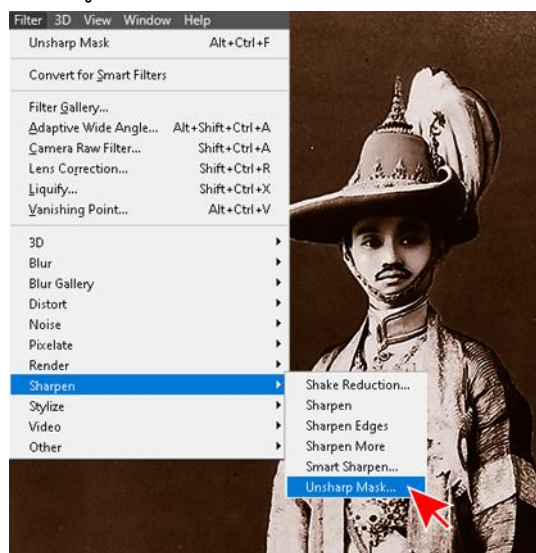 Filter 3D View Window Help
Unsharp Mask Alt+Ctrl+F
Convert for Smart Filters
Filter Gallery...
Adaptive Wide Angle... Alt+Shift+Ctrl+A
Camera Raw Filter... Shift+Ctrl+A
Lens Correction... Shift+Ctrl+R
Liquify... Shift+Ctrl+X
Vanishing Point... Alt+Ctrl+V
3D
Blur
Blur Gallery
Distort
Noise
Pixelate
Render
Sharpen
Stylize
Video
Other
Shake Reduction...
Sharpen
Sharpen Edges
Sharpen More
Smart Sharpen...
Unsharp Mask...